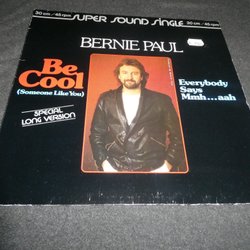 30 cm / 45 rpm SUPER SOUND SINGLE 30 cm / 45 rpm
BERNIE PAUL
Be
Cool
(Someone Like You)
SPECIAL
LONG VERSION
Everybody
Says
Mmh...aah